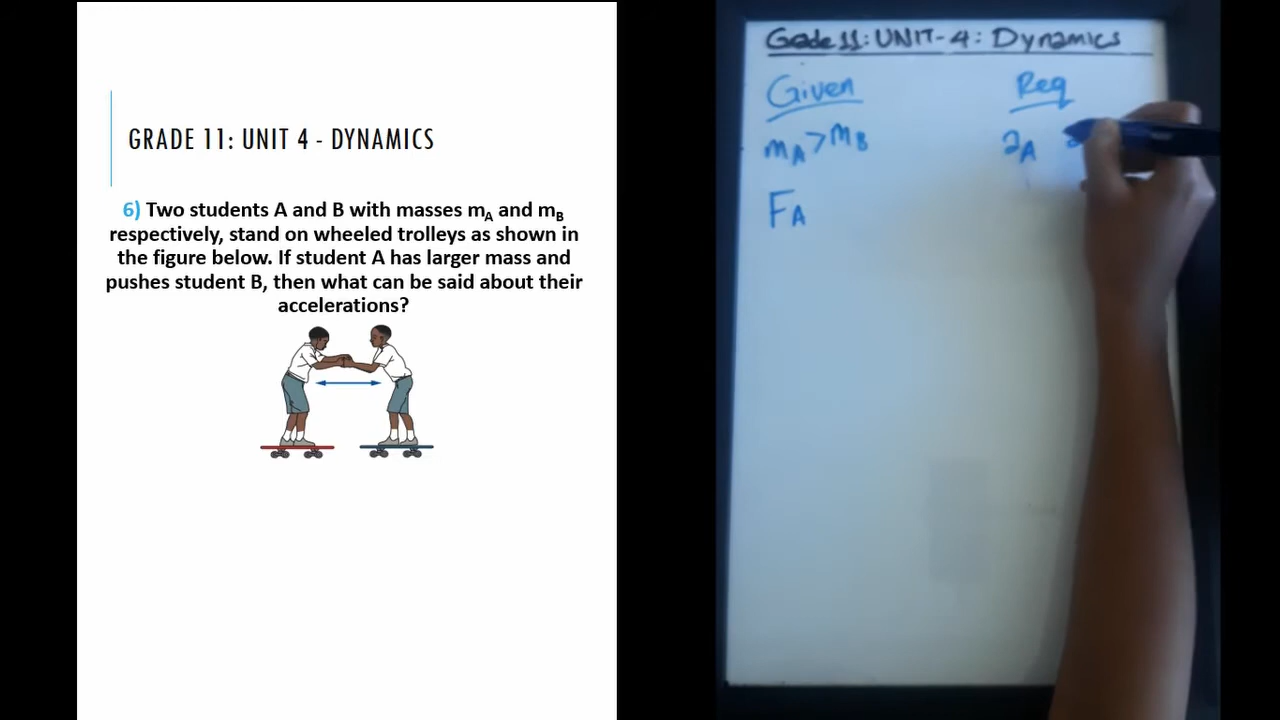 GRADE 11: UNIT 4 - DYNAMICS
6) Two students A and B with masses mA and mB
respectively, stand on wheeled trolleys as shown in
the figure below. If student A has larger mass and
pushes student B, then what can be said about their
accelerations?
Grade 11: UNIT-4: Dynamics
Given Req
mA > mB aA a
FA